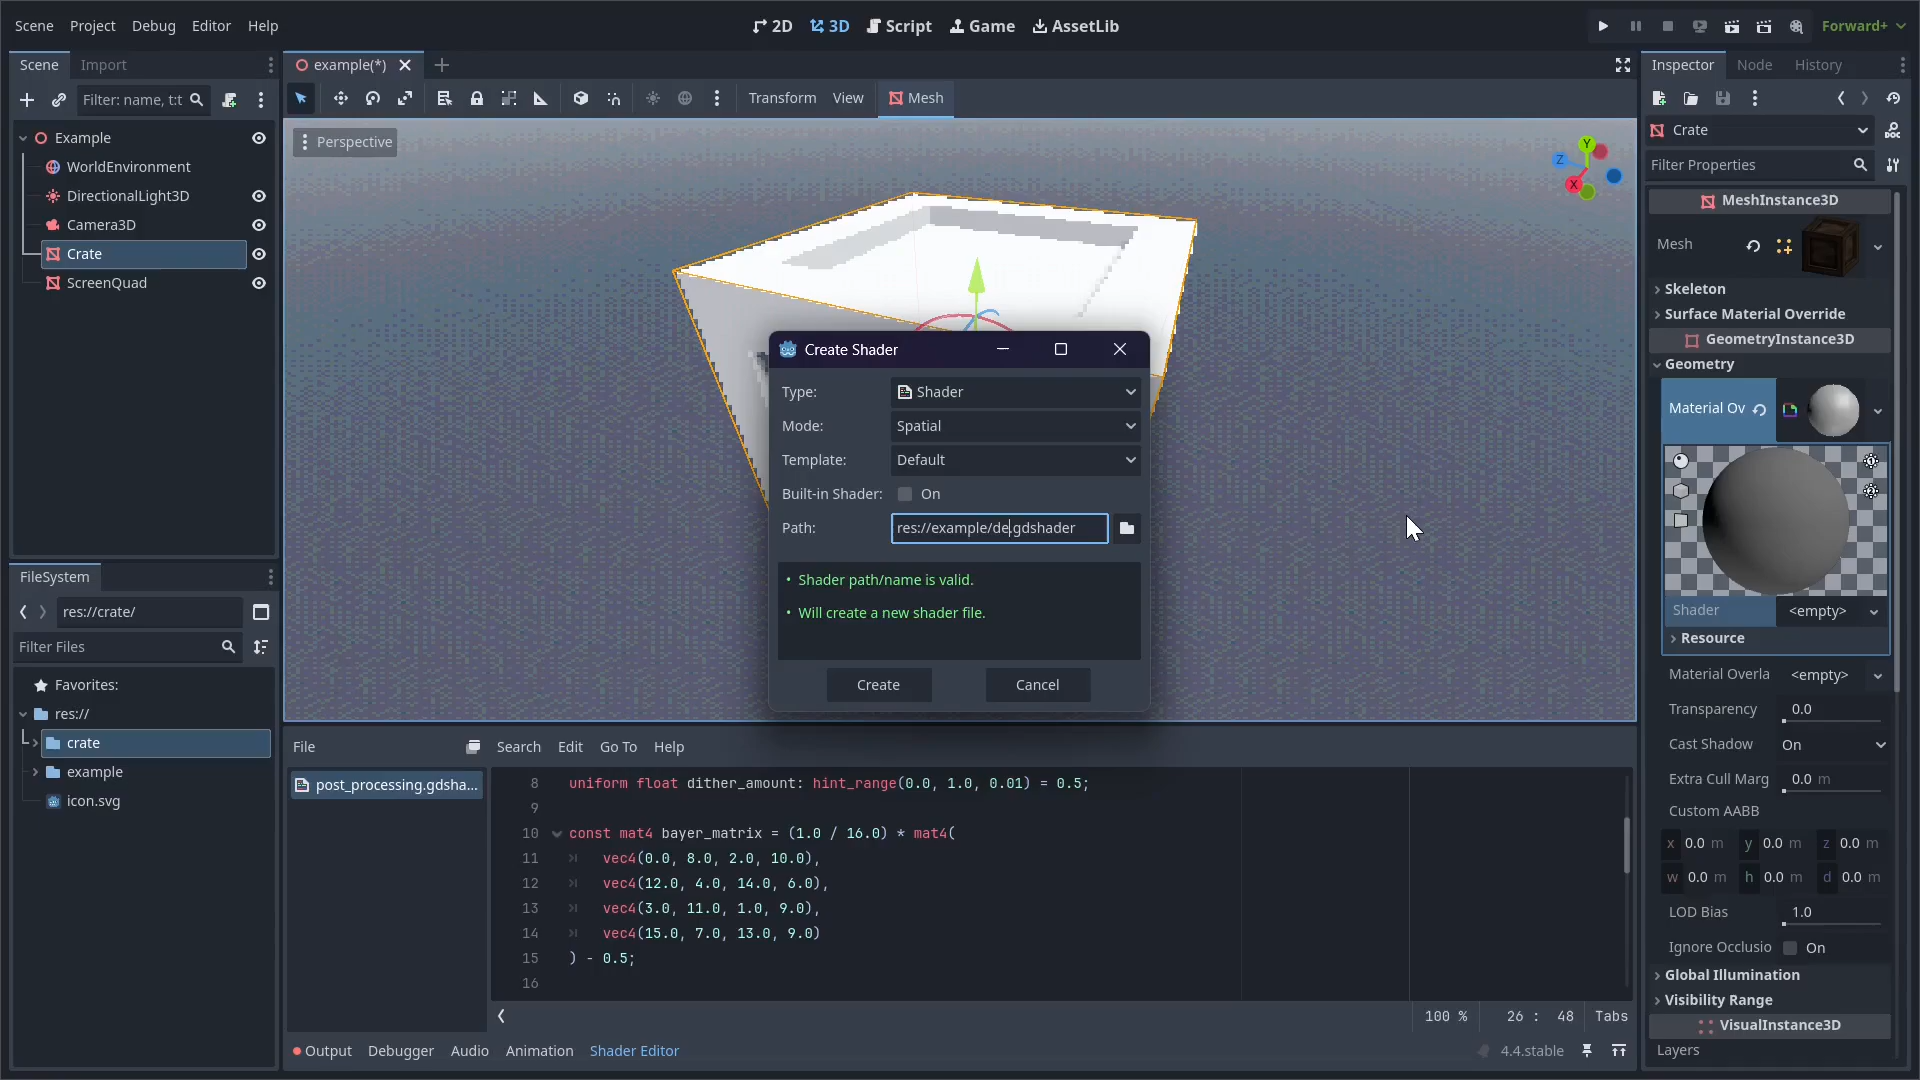 Scene Project Debug Editor Help
2D 3D Script Game AssetLib
Forward+
Scene Import
Filter: name, t:t
Example
WorldEnvironment
DirectionalLight3D
Camera3D
Crate
ScreenQuad
FileSystem
res://crate/
Filter Files
Favorites:
res://
crate
example
icon.svg
example(*)
Transform View Mesh
Perspective
Y
Z
X
Create Shader
Type: Shader
Mode: Spatial
Template: Default
Built-in Shader: On
Path: res://example/de.gdshader
• Shader path/name is valid.
• Will create a new shader file.
Create Cancel
File Search Edit Go To Help
post_processing.gdsha...
8 uniform float dither_amount: hint_range(0.0, 1.0, 0.01) = 0.5;
9
10 const mat4 bayer_matrix = (1.0 / 16.0) * mat4(
11 vec4(0.0, 8.0, 2.0, 10.0),
12 vec4(12.0, 4.0, 14.0, 6.0),
13 vec4(3.0, 11.0, 1.0, 9.0),
14 vec4(15.0, 7.0, 13.0, 9.0)
15 ) - 0.5;
16
100 % 26 : 48 Tabs
Output Debugger Audio Animation Shader Editor
4.4.stable
Inspector Node History
Crate
Filter Properties
MeshInstance3D
Mesh
Skeleton
Surface Material Override
GeometryInstance3D
Geometry
Material Ov
Shader <empty>
Resource
Material Overla <empty>
Transparency 0.0
Cast Shadow On
Extra Cull Marg 0.0 m
Custom AABB
x 0.0 m y 0.0 m z 0.0 m
w 0.0 m h 0.0 m d 0.0 m
LOD Bias 1.0
Ignore Occlusio On
Global Illumination
Visibility Range
VisualInstance3D
Layers